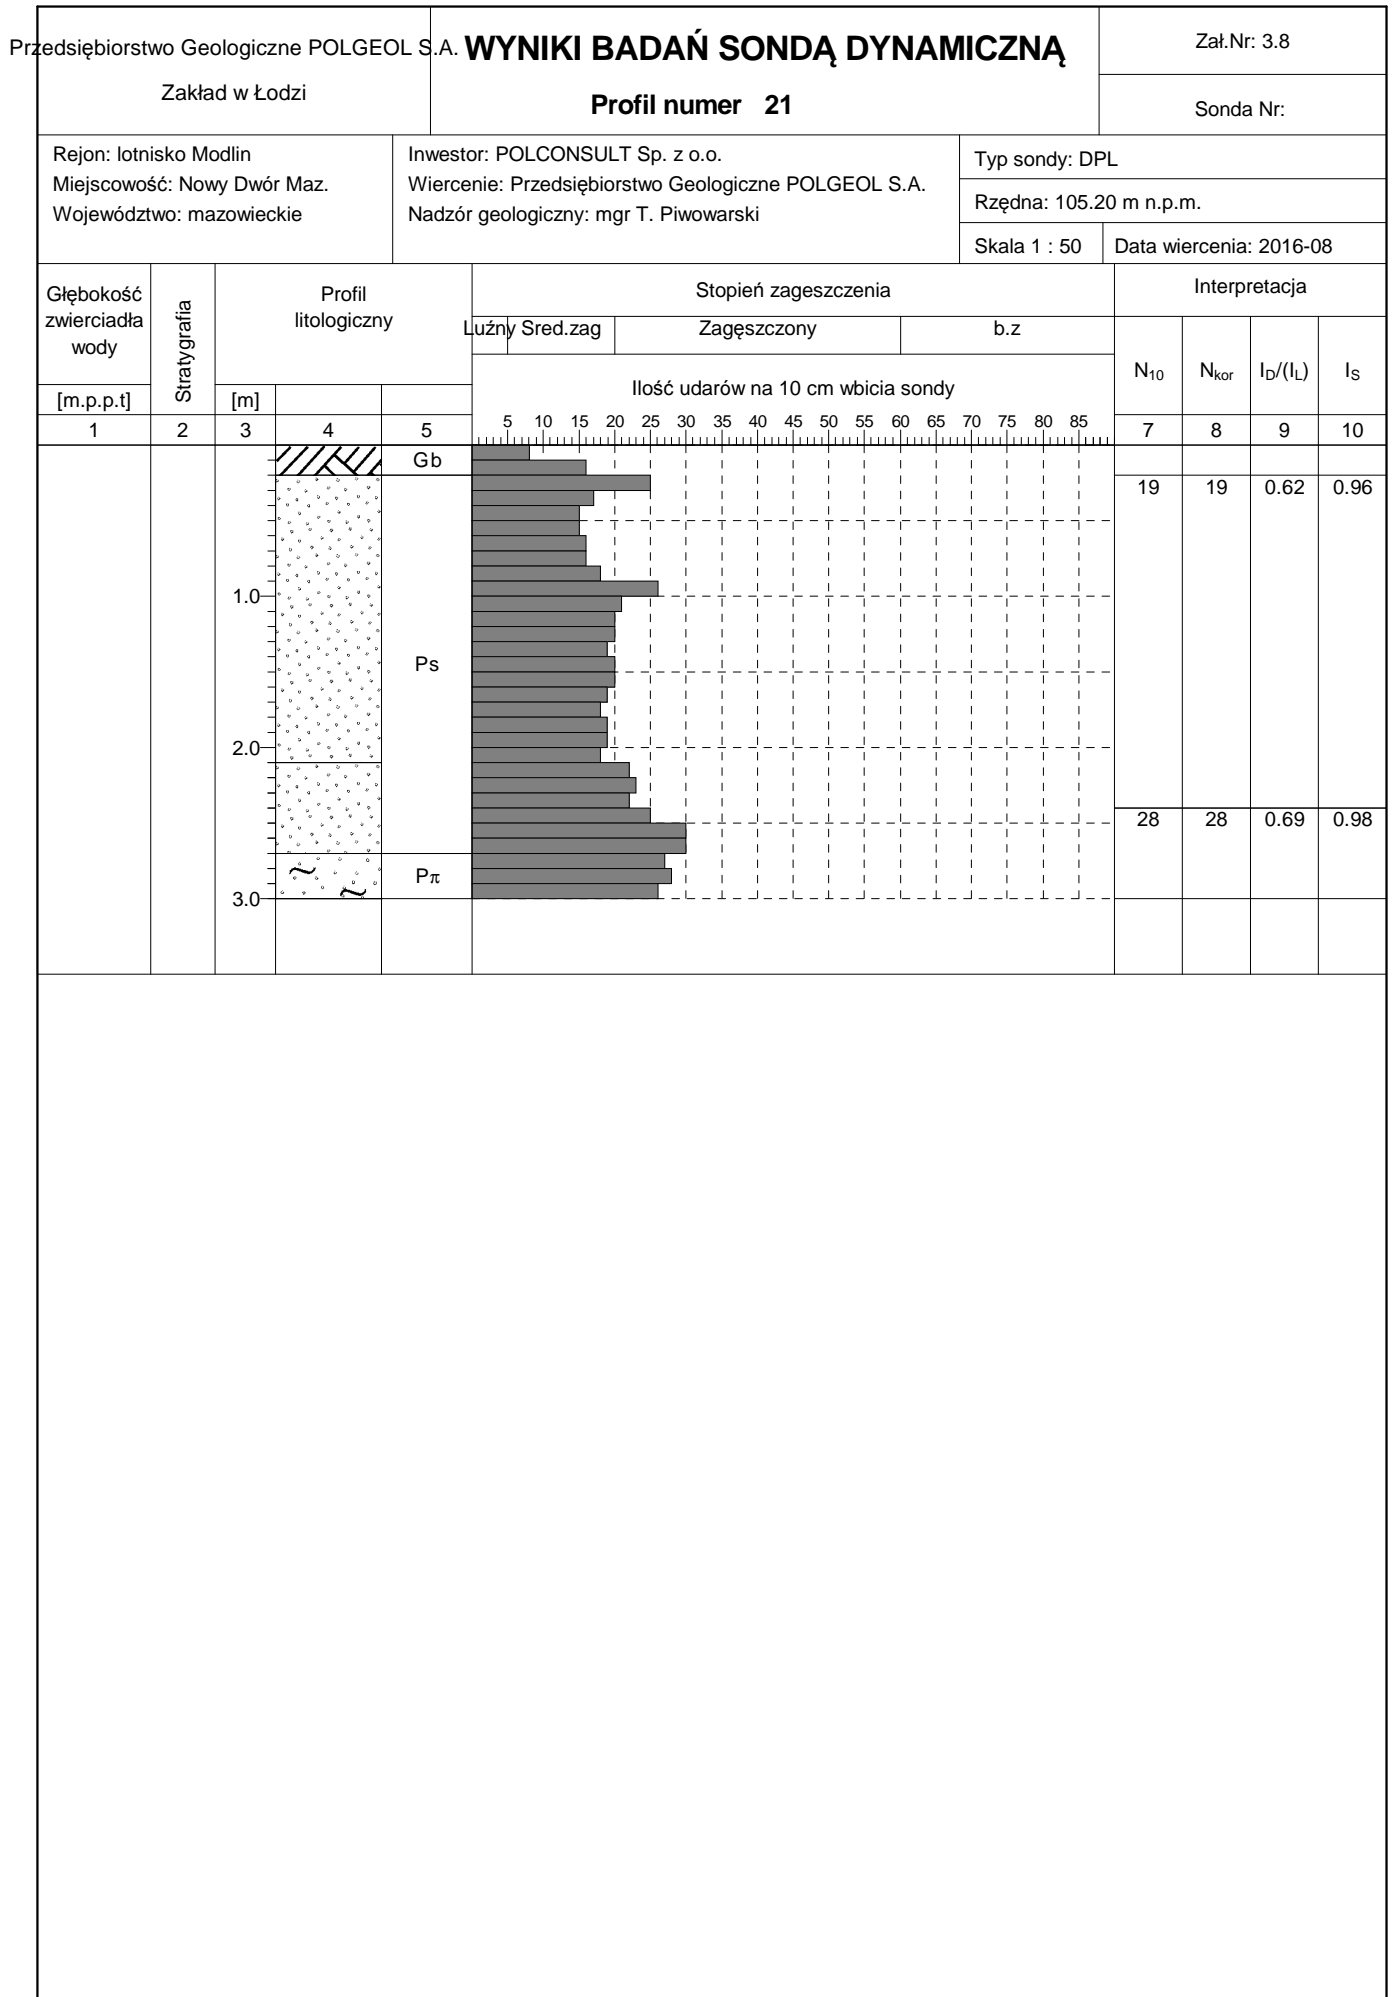 Przedsiębiorstwo Geologiczne POLGEOL S.A.
Zakład w Łodzi
WYNIKI BADAŃ SONDĄ DYNAMICZNĄ
Profil numer 21
Zał.Nr: 3.8
Sonda Nr:
Rejon: lotnisko Modlin
Miejscowość: Nowy Dwór Maz.
Województwo: mazowieckie
Inwestor: POLCONSULT Sp. z o.o.
Wiercenie: Przedsiębiorstwo Geologiczne POLGEOL S.A.
Nadzór geologiczny: mgr T. Piwowarski
Typ sondy: DPL
Rzędna: 105.20 m n.p.m.
Skala 1 : 50
Data wiercenia: 2016-08
Głębokość
zwierciadła
wody
[m.p.p.t]
Stratygrafia
Profil
litologiczny
[m]
Stopień zageszczenia
Luźny Sred.zag Zagęszczony b.z
Ilość udarów na 10 cm wbicia sondy
5 10 15 20 25 30 35 40 45 50 55 60 65 70 75 80 85
Interpretacja
N10 Nkor ID/(IL) IS
1 2 3 4 5 7 8 9 10
Gb
19 19 0.62 0.96
1.0
Ps
2.0
28 28 0.69 0.98
Pπ
3.0